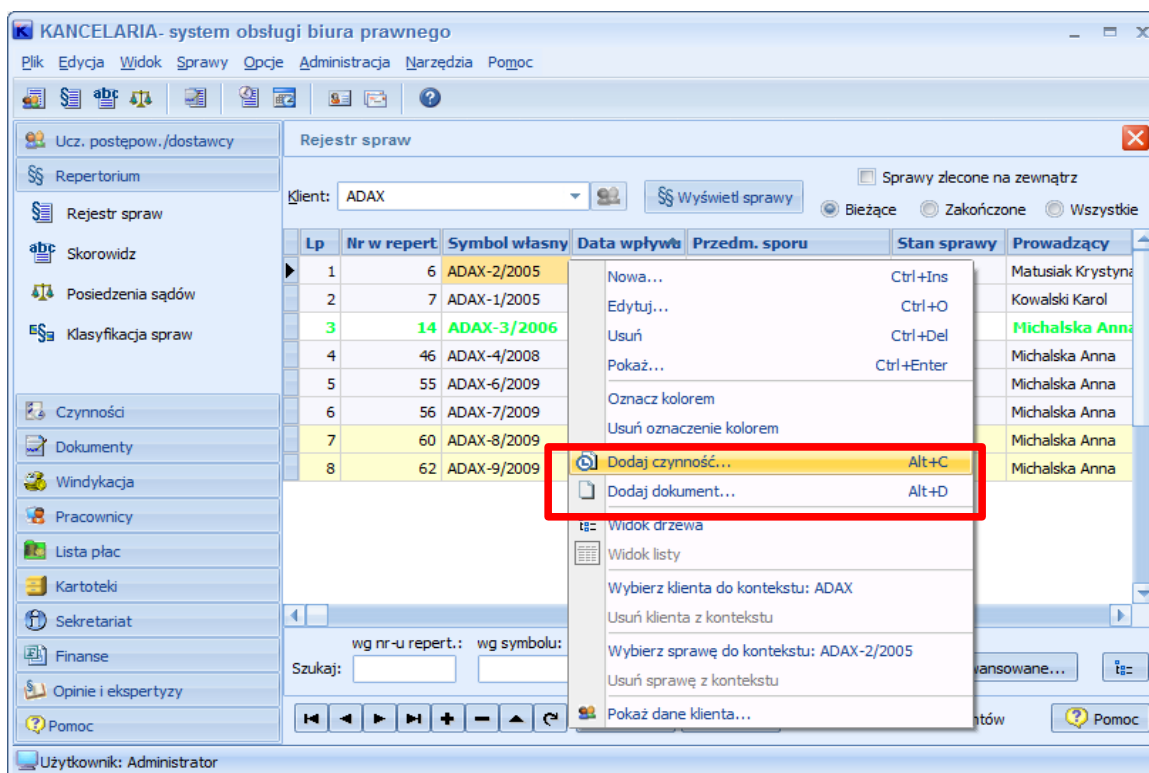 KANCELARIA- system obsługi biura prawnego
Plik Edycja Widok Sprawy Opcje Administracja Narzędzia Pomoc
Ucz. postępow./dostawcy
Repertorium
Rejestr spraw
Skorowidz
Posiedzenia sądów
Klasyfikacja spraw
Czynności
Dokumenty
Windykacja
Pracownicy
Lista płac
Kartoteki
Sekretariat
Finanse
Opinie i ekspertyzy
Pomoc
Rejestr spraw
Sprawy zlecone na zewnątrz
Klient: ADAX §§ Wyświetl sprawy
Bieżące Zakończone Wszystkie
Lp Nr w repert. Symbol własny Data wpływu Przedm. sporu Stan sprawy Prowadzący
1 6 ADAX-2/2005 Matusiak Krystyna
2 7 ADAX-1/2005 Kowalski Karol
3 14 ADAX-3/2006 Michalska Anna
4 46 ADAX-4/2008 Michalska Anna
5 55 ADAX-6/2009 Michalska Anna
6 56 ADAX-7/2009 Michalska Anna
7 60 ADAX-8/2009 Michalska Anna
8 62 ADAX-9/2009 Michalska Anna
Nowa... Ctrl+Ins
Edytuj... Ctrl+O
Usuń Ctrl+Del
Pokaż... Ctrl+Enter
Oznacz kolorem
Usuń oznaczenie kolorem
Dodaj czynność... Alt+C
Dodaj dokument... Alt+D
Widok drzewa
Widok listy
Wybierz klienta do kontekstu: ADAX
Usuń klienta z kontekstu
Wybierz sprawę do kontekstu: ADAX-2/2005
Usuń sprawę z kontekstu
Pokaż dane klienta...
wg nr-u repert.: wg symbolu:
Szukaj:
Pomoc
Użytkownik: Administrator